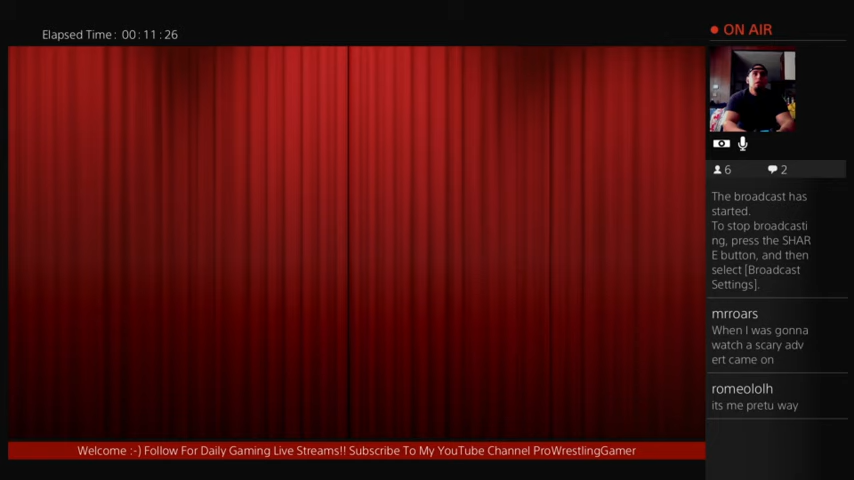 Elapsed Time: 00:11:26
ON AIR
6 2
The broadcast has
started.
To stop broadcasti
ng, press the SHAR
E button, and then
select [Broadcast
Settings].
mrroars
When I was gonna
watch a scary adv
ert came on
romeololh
its me pretu way
Welcome :-) Follow For Daily Gaming Live Streams!! Subscribe To My YouTube Channel ProWrestlingGamer